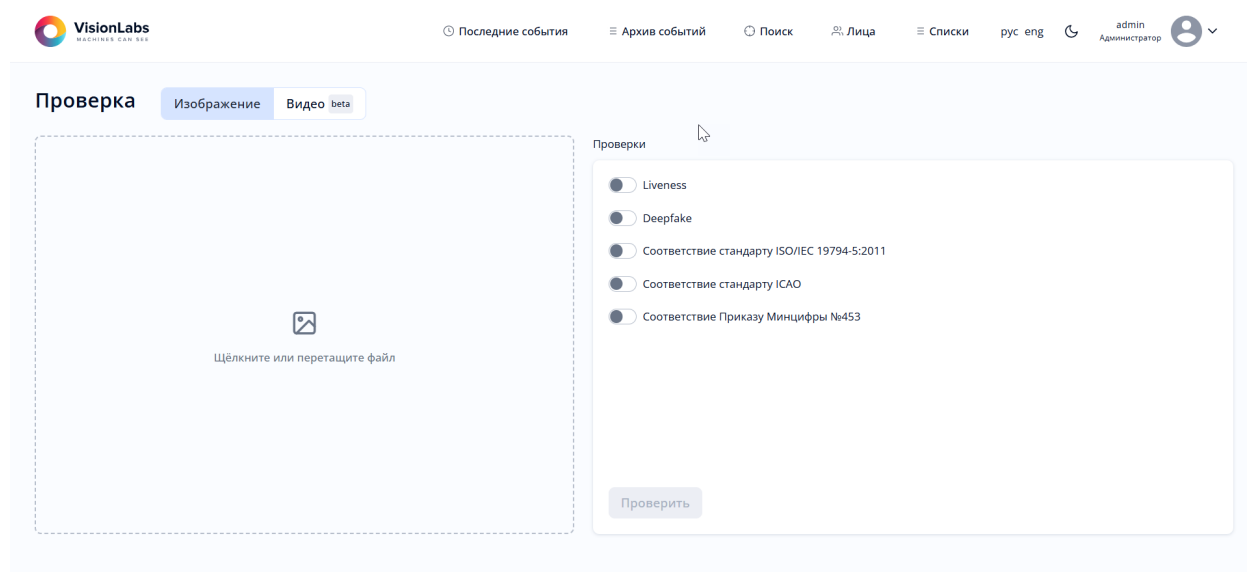 VisionLabs
MACHINES CAN SEE
Последние события
Архив событий
Поиск
Лица
Списки
рус eng
admin
Администратор
Проверка
Изображение
Видео beta
Щёлкните или перетащите файл
Проверки
Liveness
Deepfake
Соответствие стандарту ISO/IEC 19794-5:2011
Соответствие стандарту ICAO
Соответствие Приказу Минцифры №453
Проверить